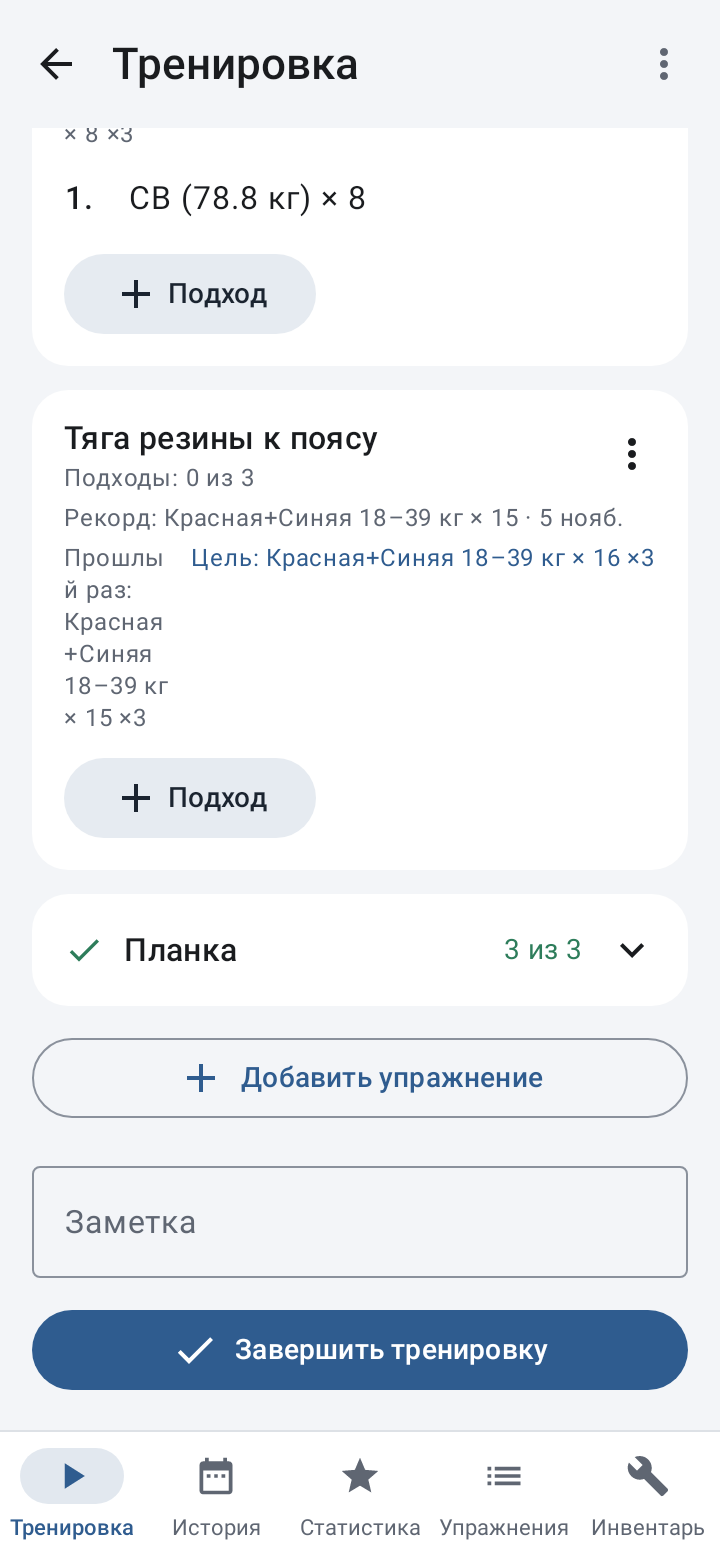 Тренировка
× 8 ×3
1. СВ (78.8 кг) × 8
Подход
Тяга резины к поясу
Подходы: 0 из 3
Рекорд: Красная+Синяя 18–39 кг × 15 · 5 нояб.
Прошлы
й раз:
Красная
+Синяя
18–39 кг
× 15 ×3
Цель: Красная+Синяя 18–39 кг × 16 ×3
Подход
Планка
3 из 3
Добавить упражнение
Заметка
Завершить тренировку
Тренировка
История
Статистика
Упражнения
Инвентарь